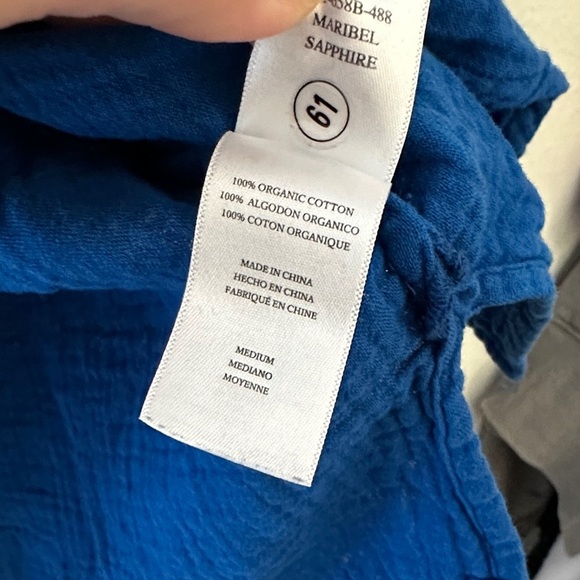 58B-488
MARIBEL
SAPPHIRE
61
100% ORGANIC COTTON
100% ALGODON ORGANICO
100% COTON ORGANIQUE
MADE IN CHINA
HECHO EN CHINA
FABRIQUÉ EN CHINE
MEDIUM
MEDIANO
MOYENNE